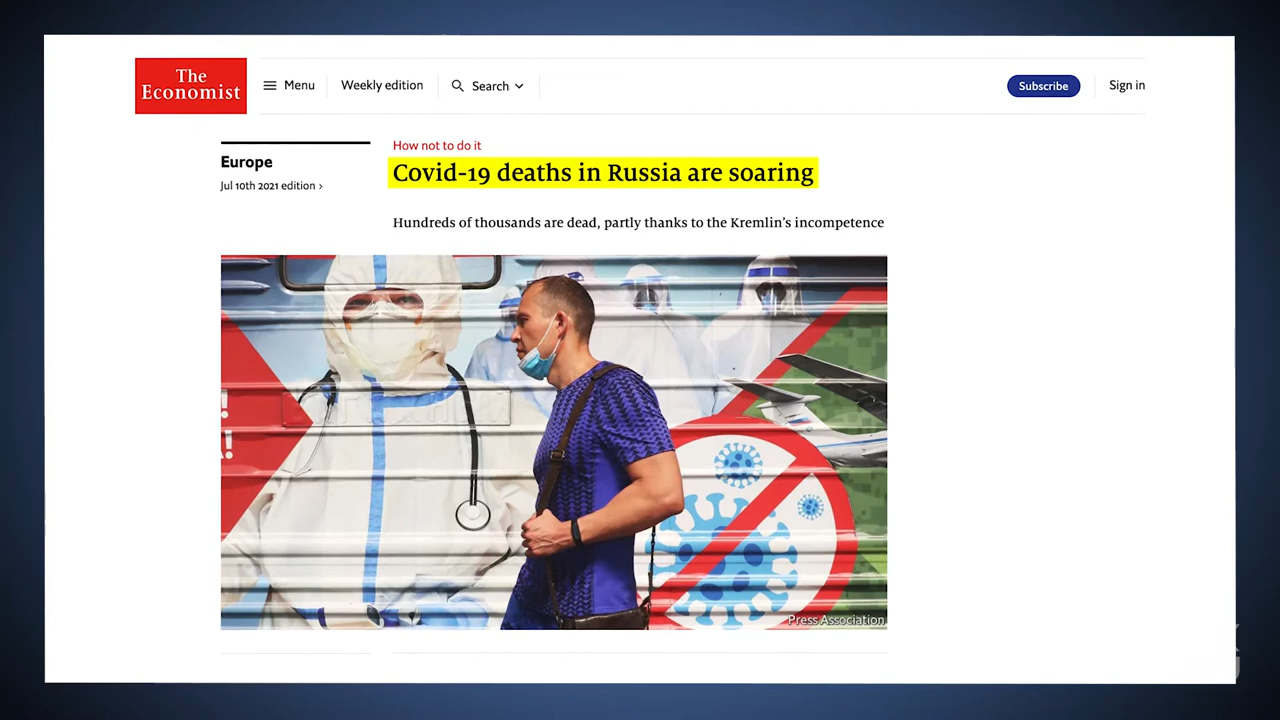 The
Economist
Menu
Weekly edition
Search
Subscribe
Sign in
Europe
Jul 10th 2021 edition ›
How not to do it
Covid-19 deaths in Russia are soaring
Hundreds of thousands are dead, partly thanks to the Kremlin's incompetence
Press Association